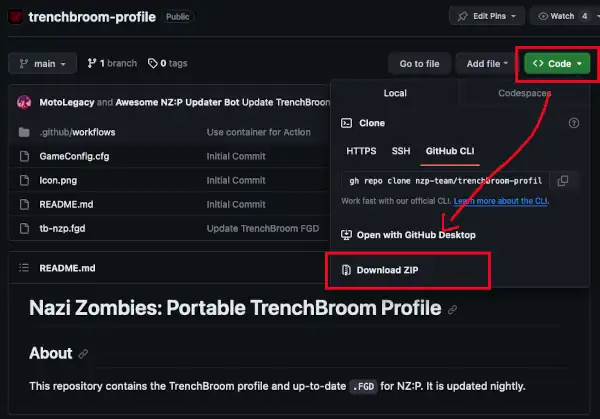 trenchbroom-profile Public
Edit Pins
Watch 4
main
1 branch
0 tags
Go to file
Add file
Code
MotoLegacy and Awesome NZ:P Updater Bot Update TrenchBroom
.github/workflows Use container for Action
GameConfig.cfg Initial Commit
Icon.png Initial Commit
README.md Initial Commit
tb-nzp.fgd Update TrenchBroom FGD
Local Codespaces
Clone
HTTPS SSH GitHub CLI
gh repo clone nzp-team/trenchbroom-profil
Work fast with our official CLI. Learn more about the CLI.
Open with GitHub Desktop
Download ZIP
README.md
Nazi Zombies: Portable TrenchBroom Profile
About
This repository contains the TrenchBroom profile and up-to-date .FGD for NZ:P. It is updated nightly.